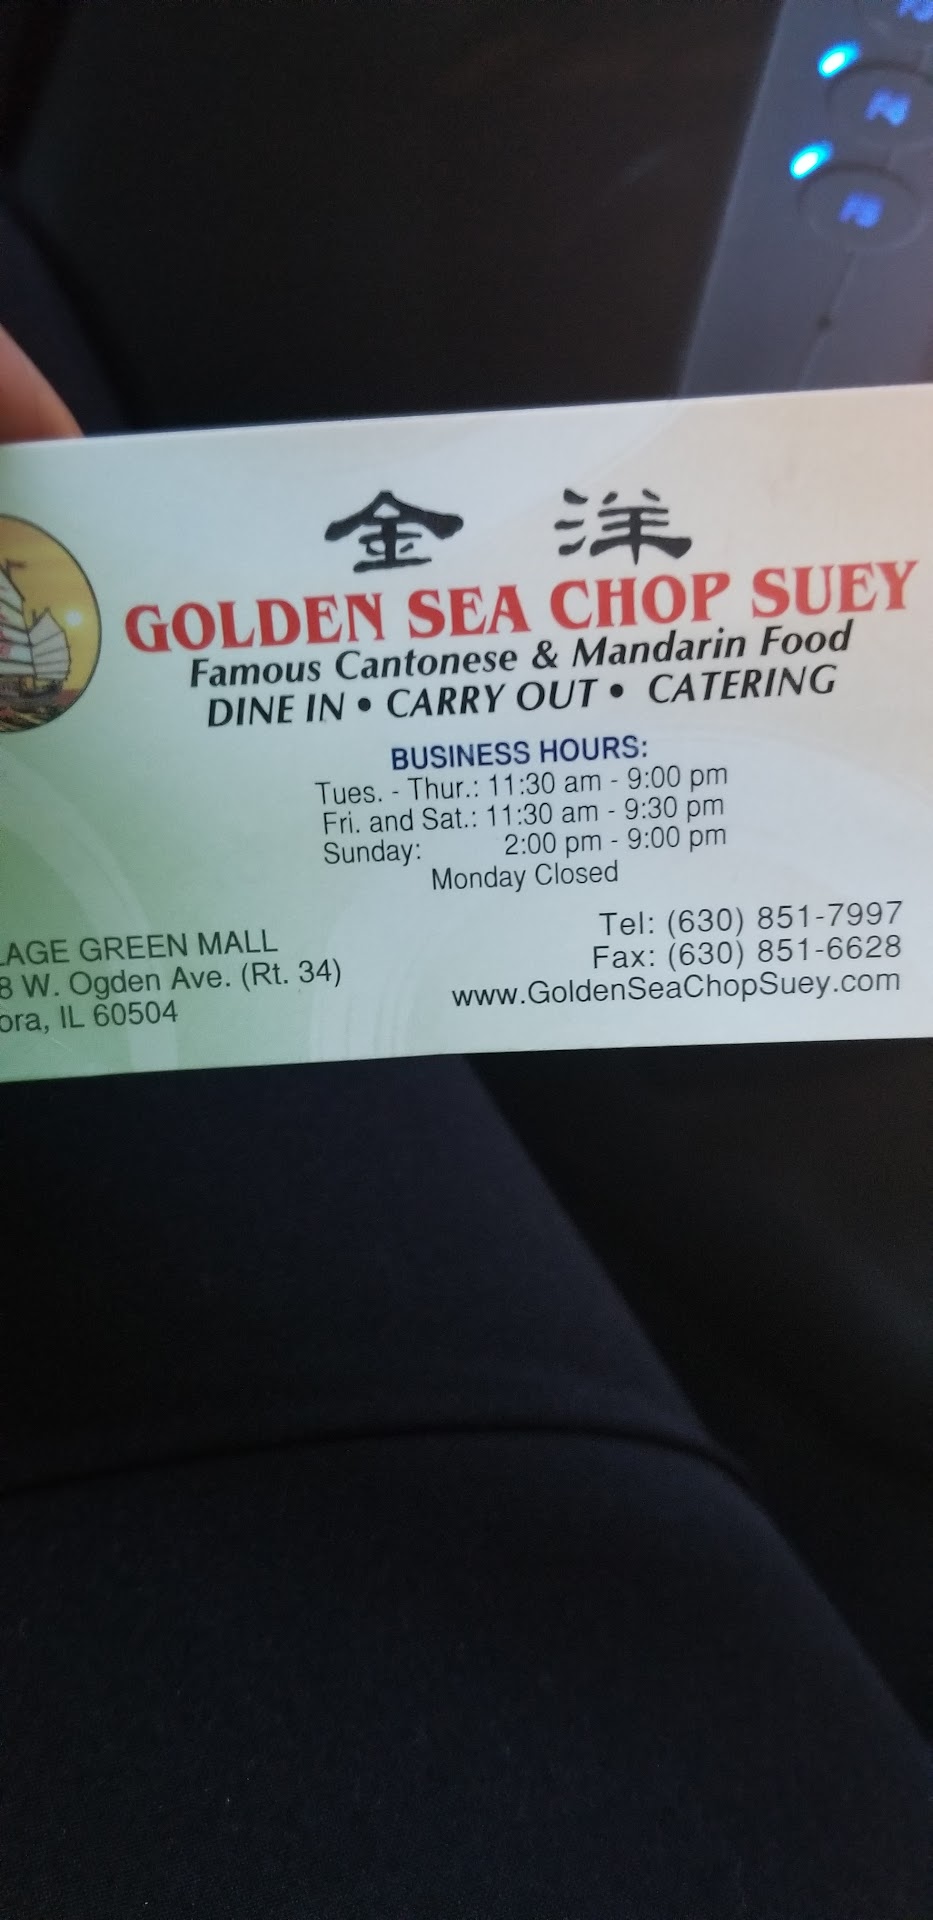 F4
F5
金 洋
GOLDEN SEA CHOP SUEY
Famous Cantonese & Mandarin Food
DINE IN • CARRY OUT • CATERING
BUSINESS HOURS:
Tues. - Thur.: 11:30 am - 9:00 pm
Fri. and Sat.: 11:30 am - 9:30 pm
Sunday: 2:00 pm - 9:00 pm
Monday Closed
LAGE GREEN MALL
8 W. Ogden Ave. (Rt. 34)
ora, IL 60504
Tel: (630) 851-7997
Fax: (630) 851-6628
www.GoldenSeaChopSuey.com